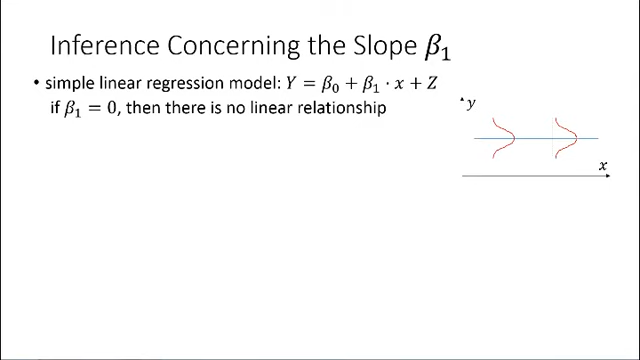 Inference Concerning the Slope β₁
• simple linear regression model: Y = β₀ + β₁ · x + Z
if β₁ = 0, then there is no linear relationship
y
x